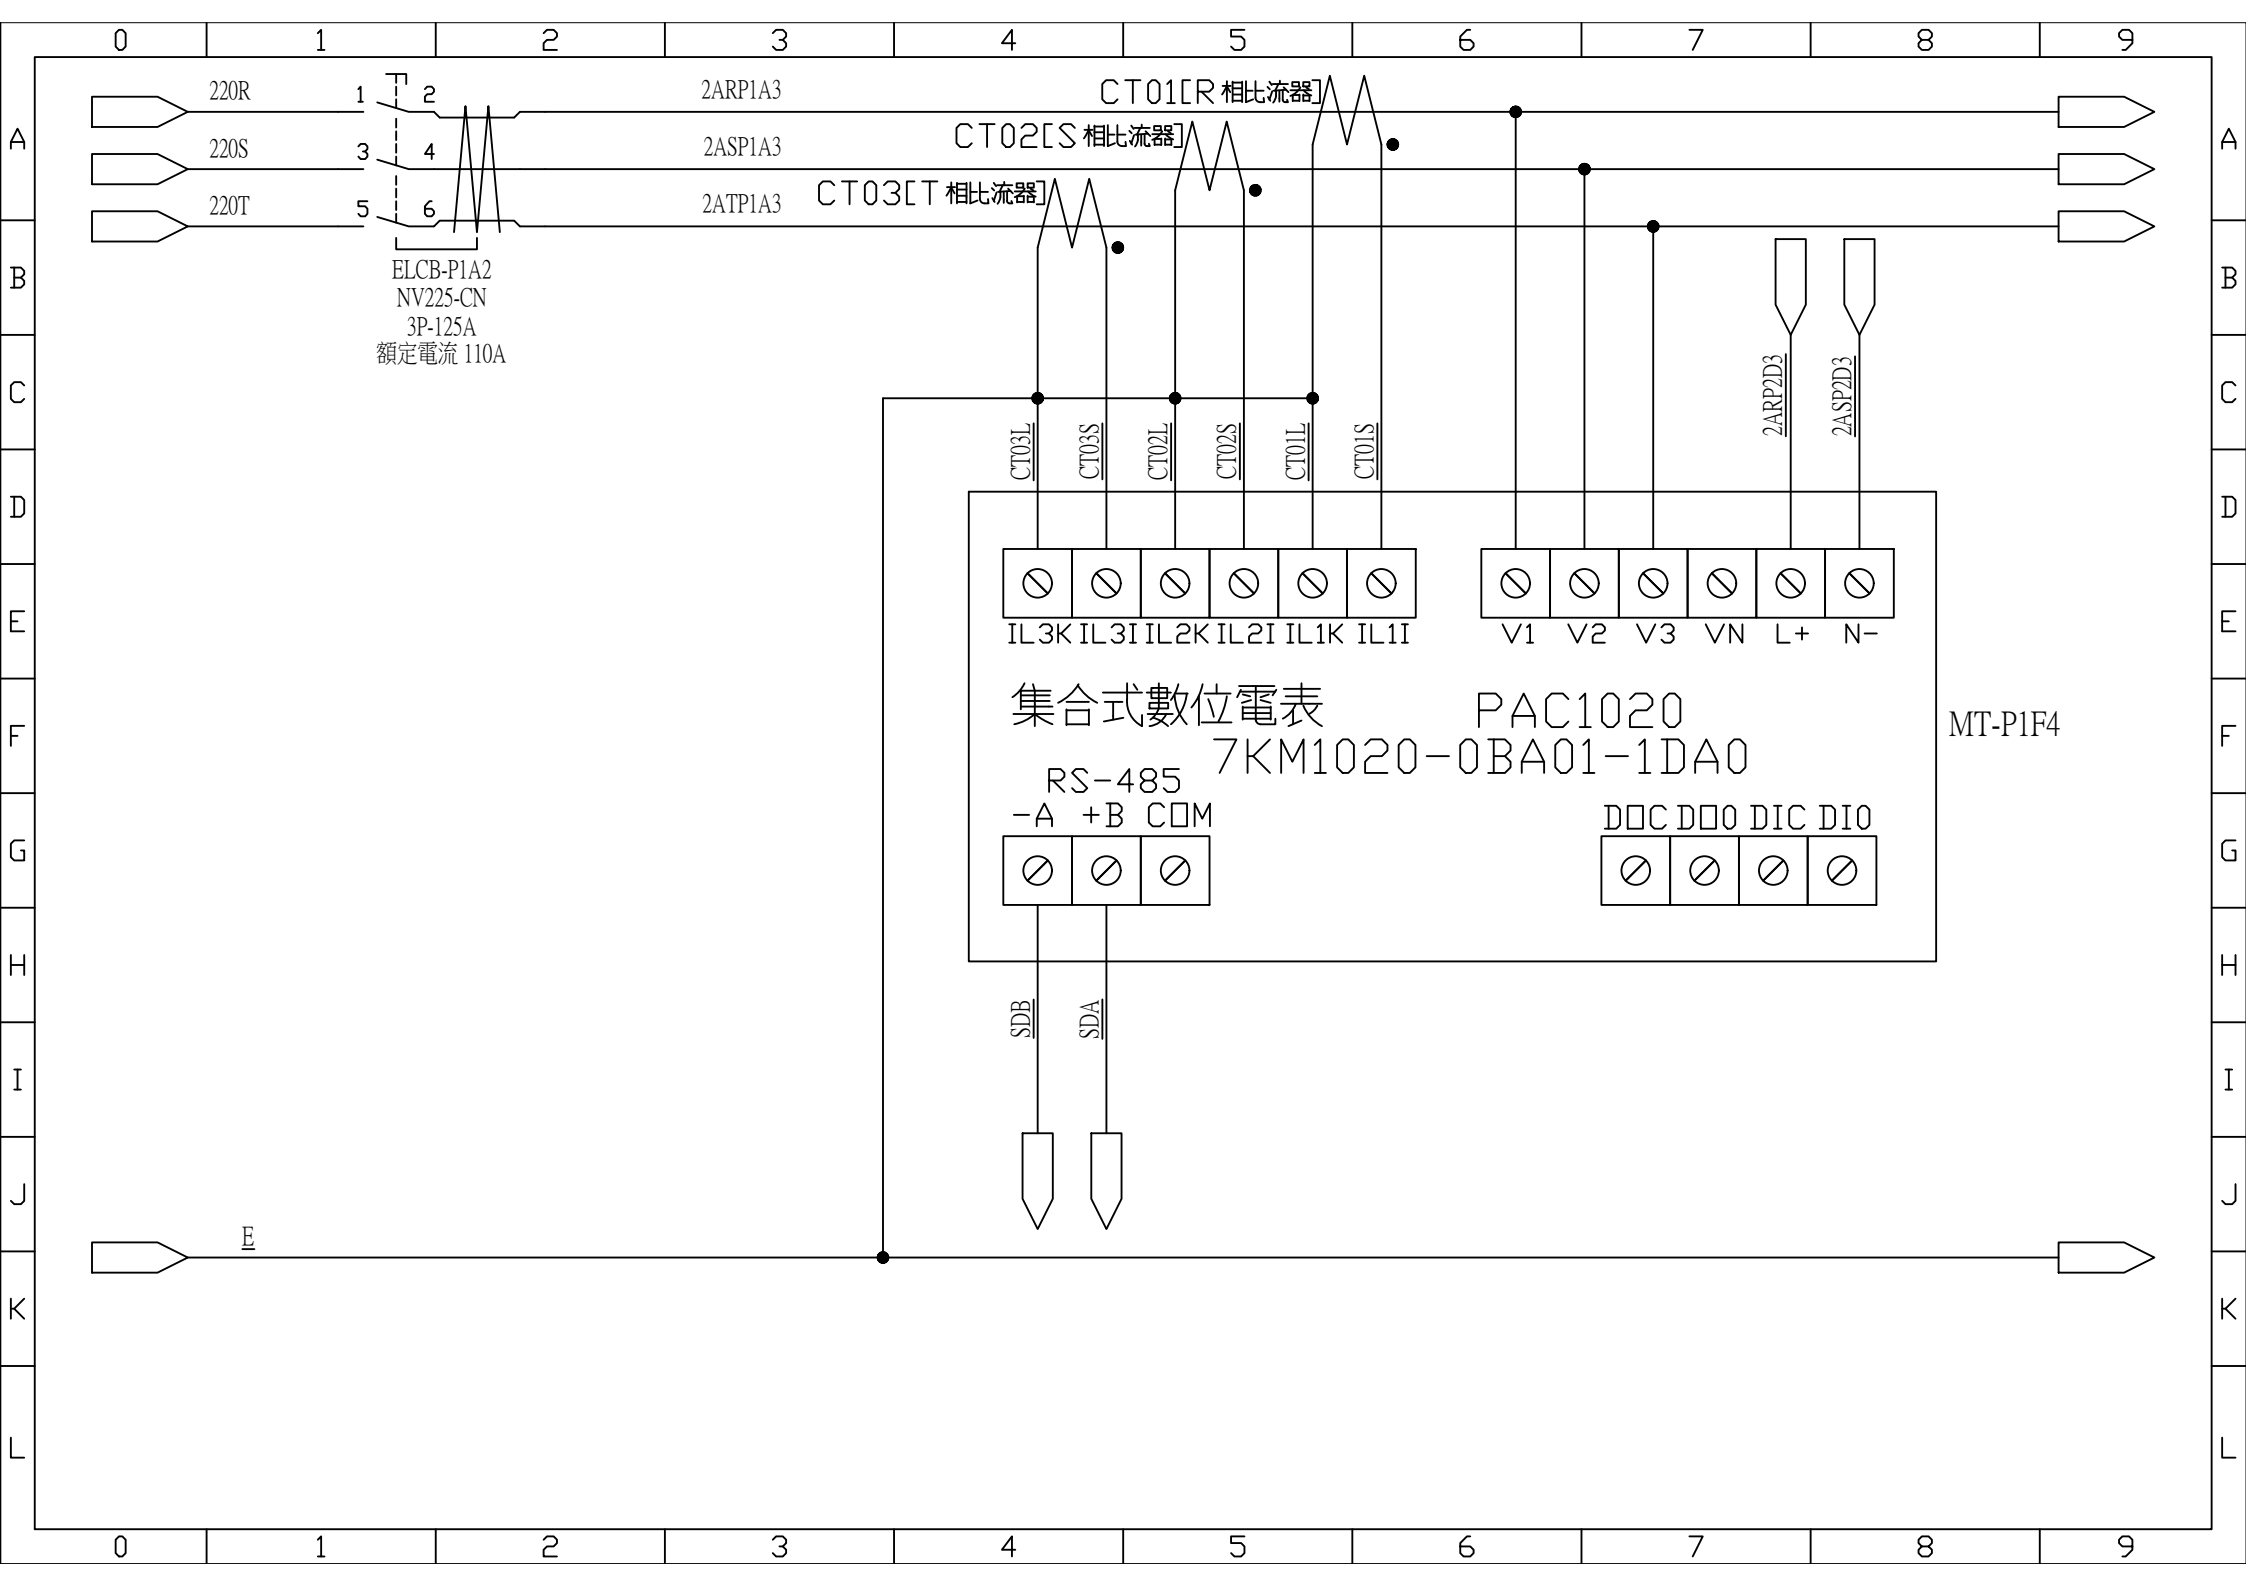 0 1 2 3 4 5 6 7 8 9
220R 1 2 2ARP1A3 CT01[R相比流器]
A A
220S 3 4 2ASP1A3 CT02[S相比流器]
220T 5 6 2ATP1A3 CT03[T相比流器]
B B
ELCB-P1A2
NV225-CN
3P-125A
額定電流 110A
C C
2ARP2D3 2ASP2D3
CT03L CT03S CT02L CT02S CT01L CT01S
D D
E E
IL3K IL3I IL2K IL2I IL1K IL1I V1 V2 V3 VN L+ N-
F F
集合式數位電表 PAC1020
MT-P1F4
7KM1020-0BA01-1DA0
RS-485
-A +B COM DOC DO0 DIC DI0
G G
H H
SDB SDA
I I
J J
E
K K
L L
0 1 2 3 4 5 6 7 8 9